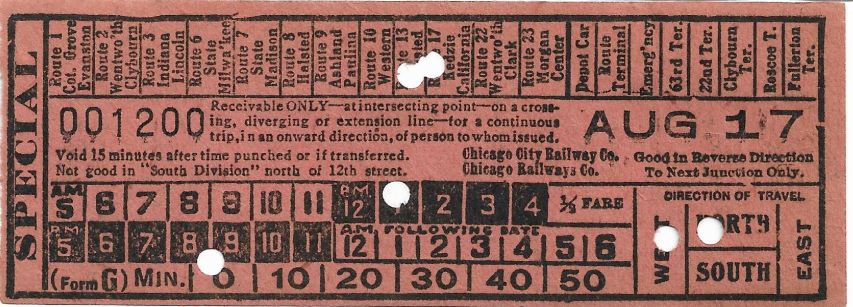 SPECIAL
Route 1 Cot. Grove Evanston
Route 2 Wentwo'th Clybourn
Route 3 Indiana Lincoln
Route 6 State Milw'kee
Route 7 State Madison
Route 8 Halsted
Route 9 Ashland Paulina
Route 10 Western
Route 13
Route 17 Kedzie California
Route 22 Wentwo'th Clark
Route 23 Morgan Center
Depot Car
Route Terminal
Emerg'ncy
63rd Ter.
22nd Ter.
Clybourn Ter.
Roscoe T.
Fullerton Ter.
001200
Receivable ONLY—at intersecting point—on a cross-
ing, diverging or extension line—for a continuous
trip, in an onward direction, of person to whom issued.
AUG 17
Void 15 minutes after time punched or if transferred.
Not good in "South Division" north of 12th street.
Chicago City Railway Co.
Chicago Railways Co.
Good in Reverse Direction
To Next Junction Only.
AM 5 6 7 8 9 10 11 P.M. 12 1 2 3 4 ½ FARE
PM 5 6 7 8 9 10 11 A.M. FOLLOWING DATE
12 1 2 3 4 5 6
(Form G) MIN. 0 10 20 30 40 50
DIRECTION OF TRAVEL
WEST
NORTH
SOUTH
EAST